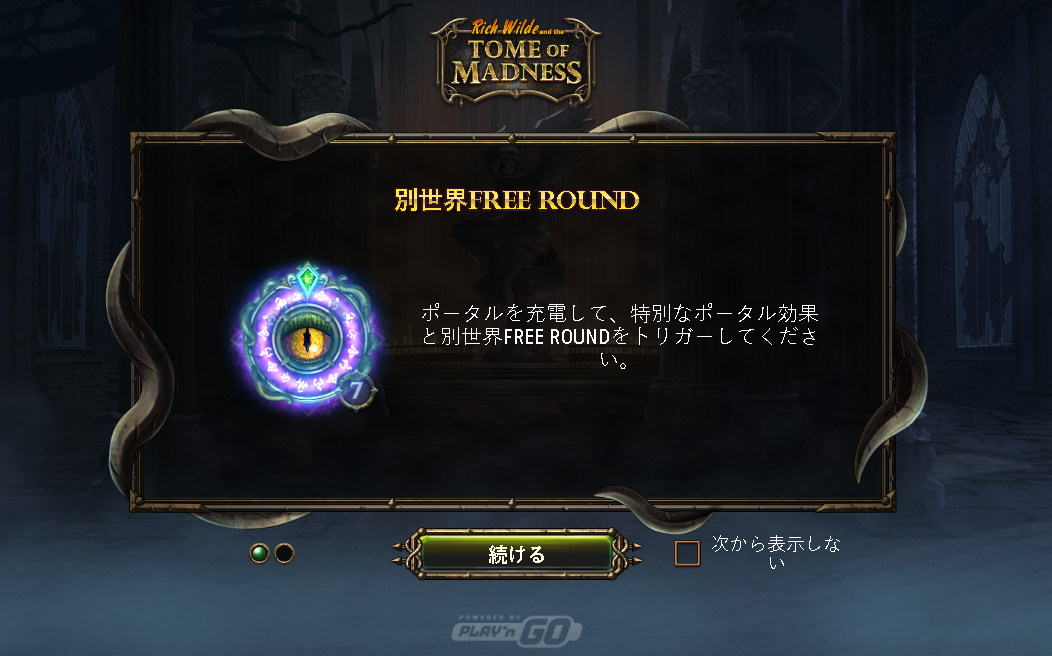 Rich Wilde and the
TOME OF
MADNESS
別世界FREE ROUND
ポータルを充電して、特別なポータル効果
と別世界FREE ROUNDをトリガーしてくださ
い。
7
続ける
次から表示しな
い
POWERED BY
PLAY'n GO